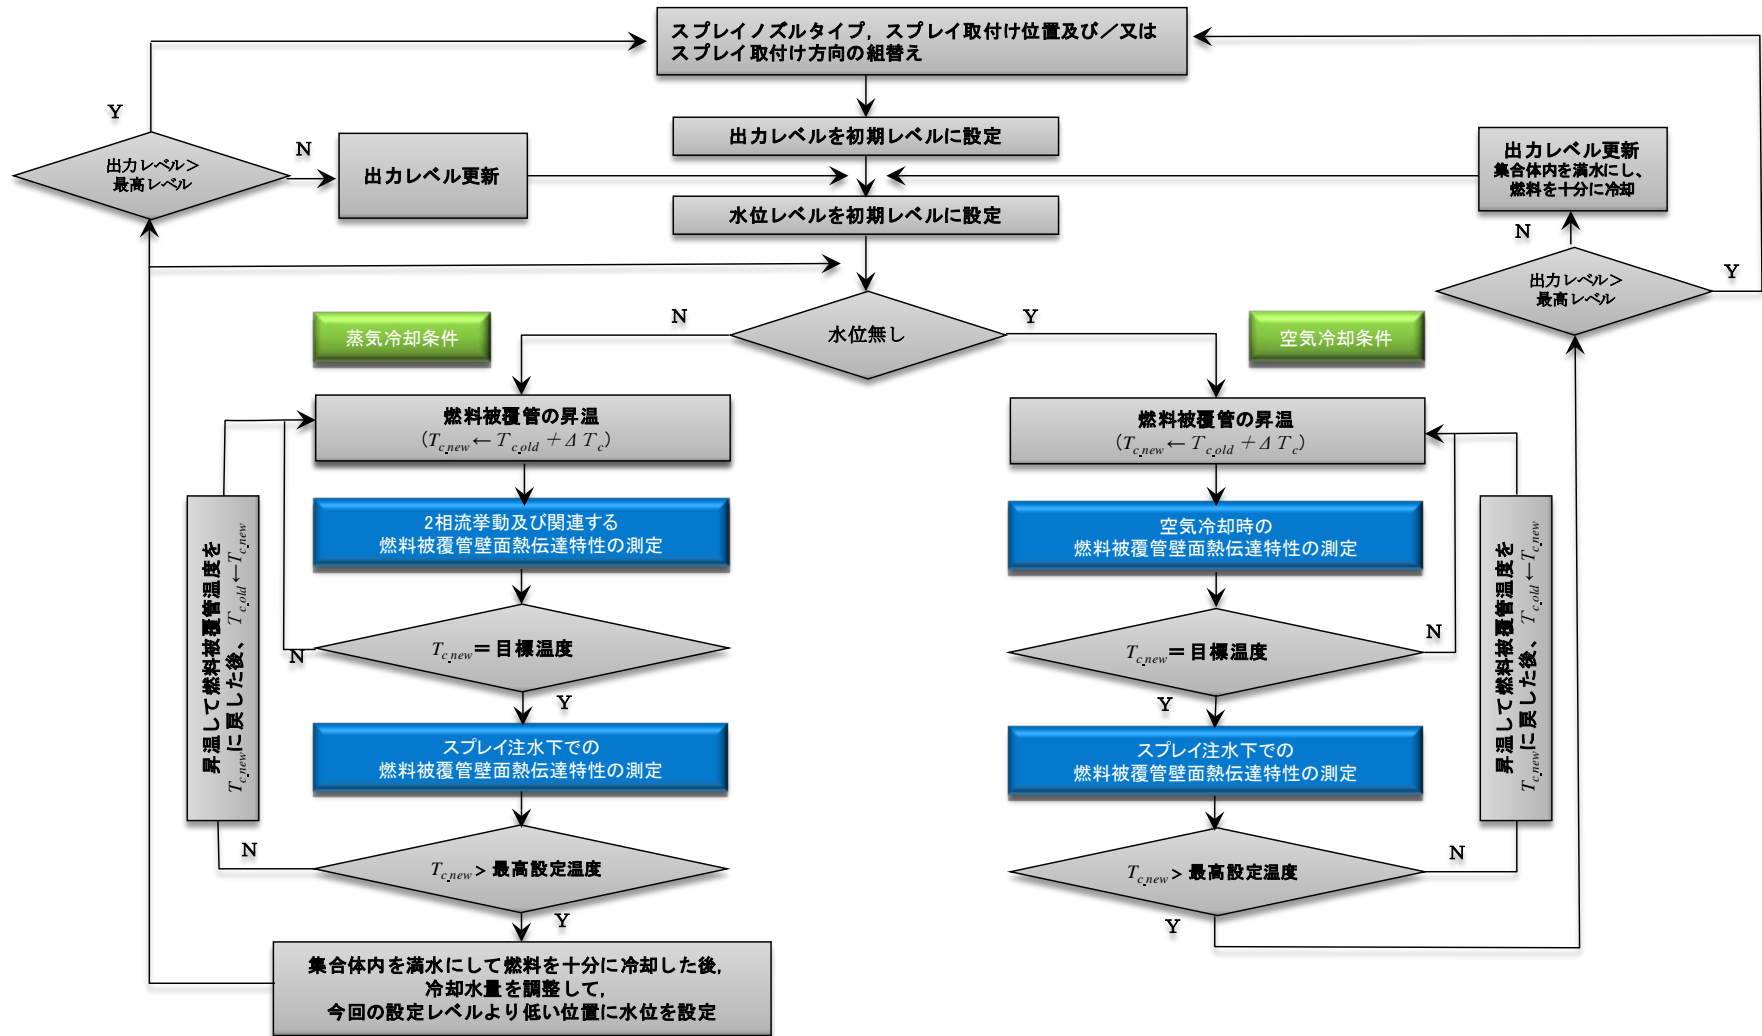 スプレイノズルタイプ，スプレイ取付け位置及び／又は
スプレイ取付け方向の組替え
Y
出力レベル＞
最高レベル
N
出力レベル更新
出力レベルを初期レベルに設定
水位レベルを初期レベルに設定
出力レベル更新
集合体内を満水にし、
燃料を十分に冷却
N
出力レベル＞
最高レベル
Y
蒸気冷却条件
N
水位無し
Y
空気冷却条件
燃料被覆管の昇温
（Tc,new ← Tc,old ＋Δ Tc）
2相流挙動及び関連する
燃料被覆管壁面熱伝達特性の測定
Tc,new＝目標温度
N
Y
スプレイ注水下での
燃料被覆管壁面熱伝達特性の測定
Tc,new＞最高設定温度
N
Y
昇温して燃料被覆管温度を
Tc,newに戻した後、 Tc,old←Tc,new
集合体内を満水にして燃料を十分に冷却した後，
冷却水量を調整して，
今回の設定レベルより低い位置に水位を設定
燃料被覆管の昇温
（Tc,new ← Tc,old ＋Δ Tc）
空気冷却時の
燃料被覆管壁面熱伝達特性の測定
Tc,new＝目標温度
N
Y
スプレイ注水下での
燃料被覆管壁面熱伝達特性の測定
Tc,new＞最高設定温度
N
Y
昇温して燃料被覆管温度を
Tc,newに戻した後、 Tc,old←Tc,new